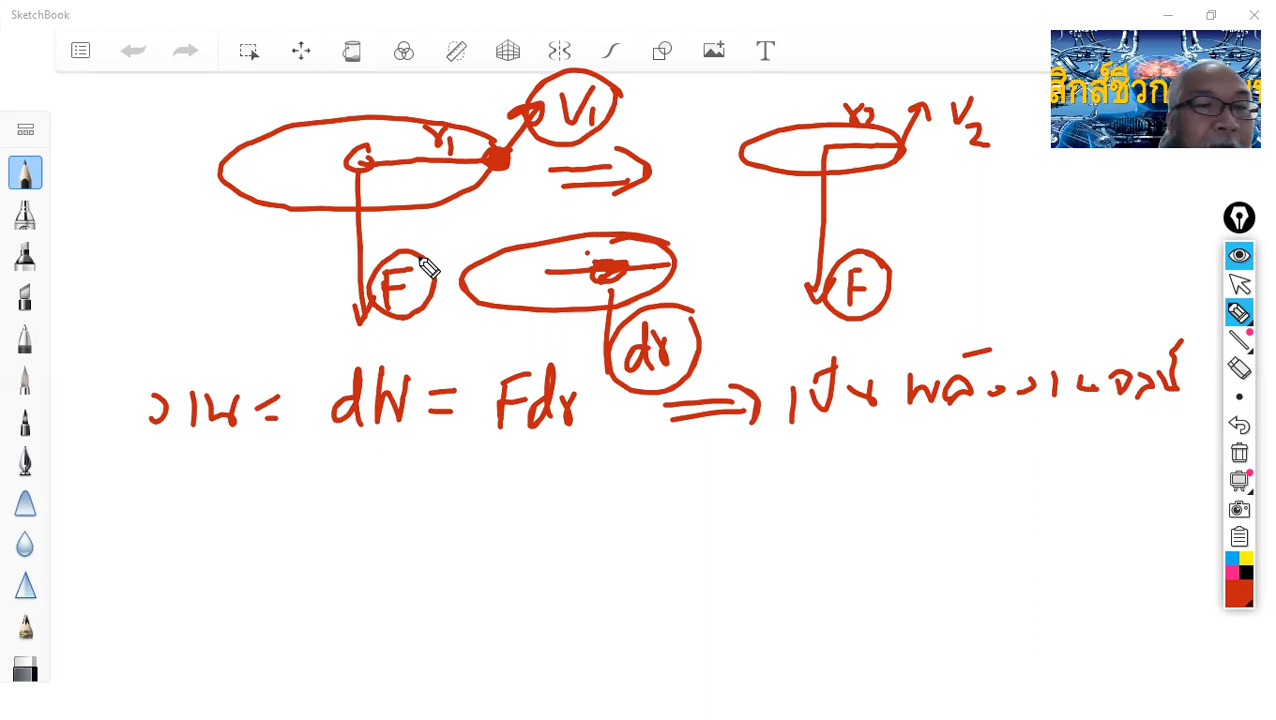 SketchBook
สิกส์ชีวก
r₁ V₁ r₂ V₂
F dr F
งาน = dW = Fdr ⇒ เป็น พลังงานจลน์